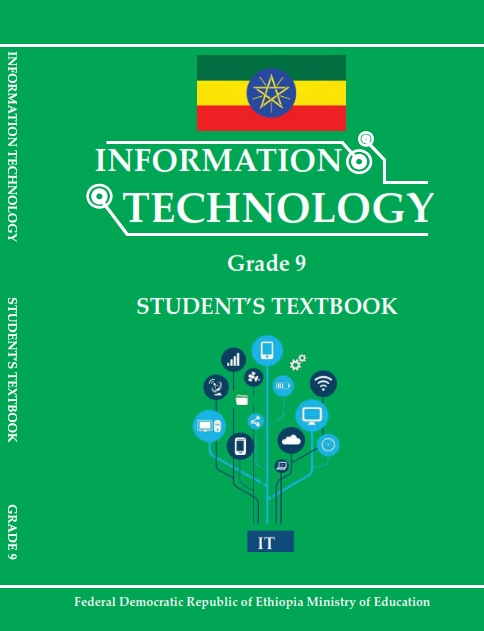 INFORMATION TECHNOLOGY
STUDENT'S TEXTBOOK
GRADE 9
INFORMATION
TECHNOLOGY
Grade 9
STUDENT'S TEXTBOOK
IT
Federal Democratic Republic of Ethiopia Ministry of Education